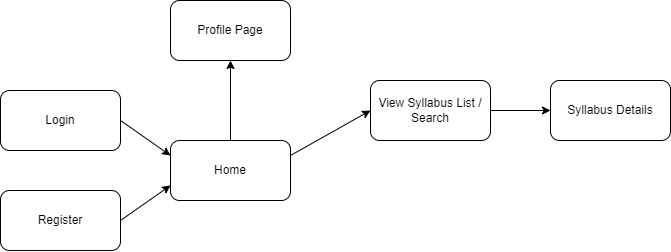 Profile Page
Login
View Syllabus List /
Search
Syllabus Details
Home
Register